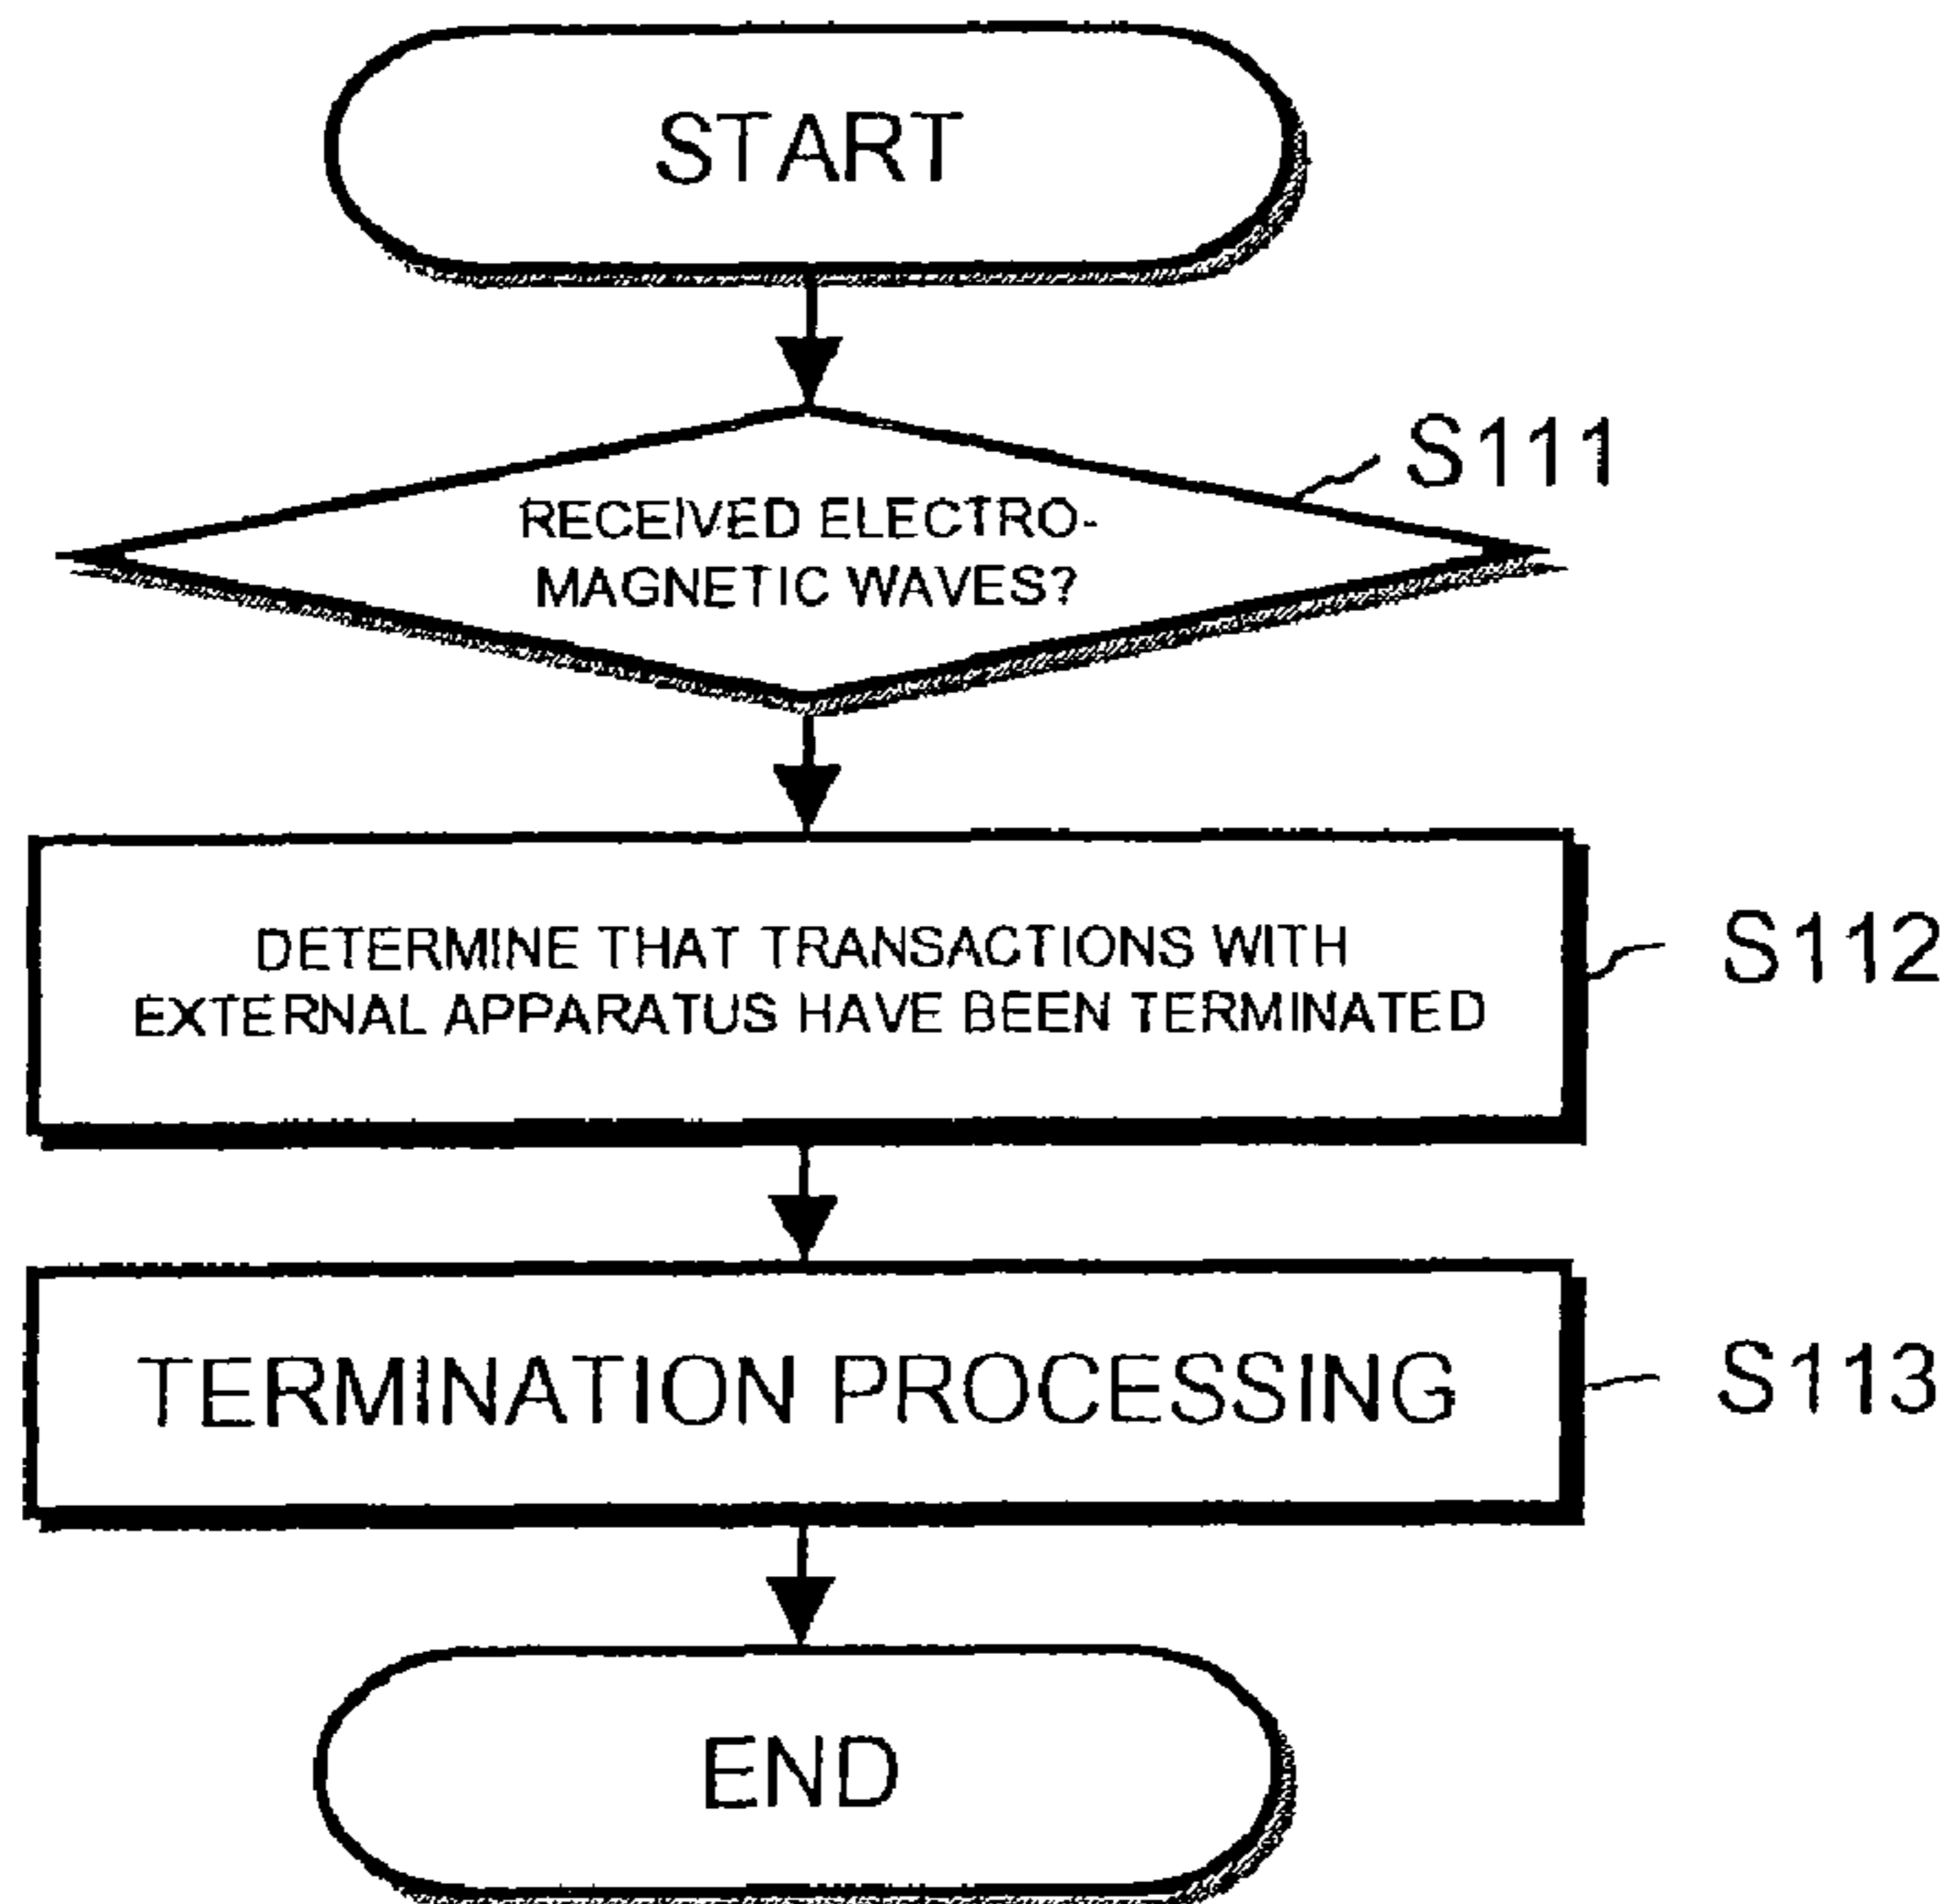 START
S111
RECEIVED ELECTRO-
MAGNETIC WAVES?
DETERMINE THAT TRANSACTIONS WITH
EXTERNAL APPARATUS HAVE BEEN TERMINATED
S112
TERMINATION PROCESSING
S113
END